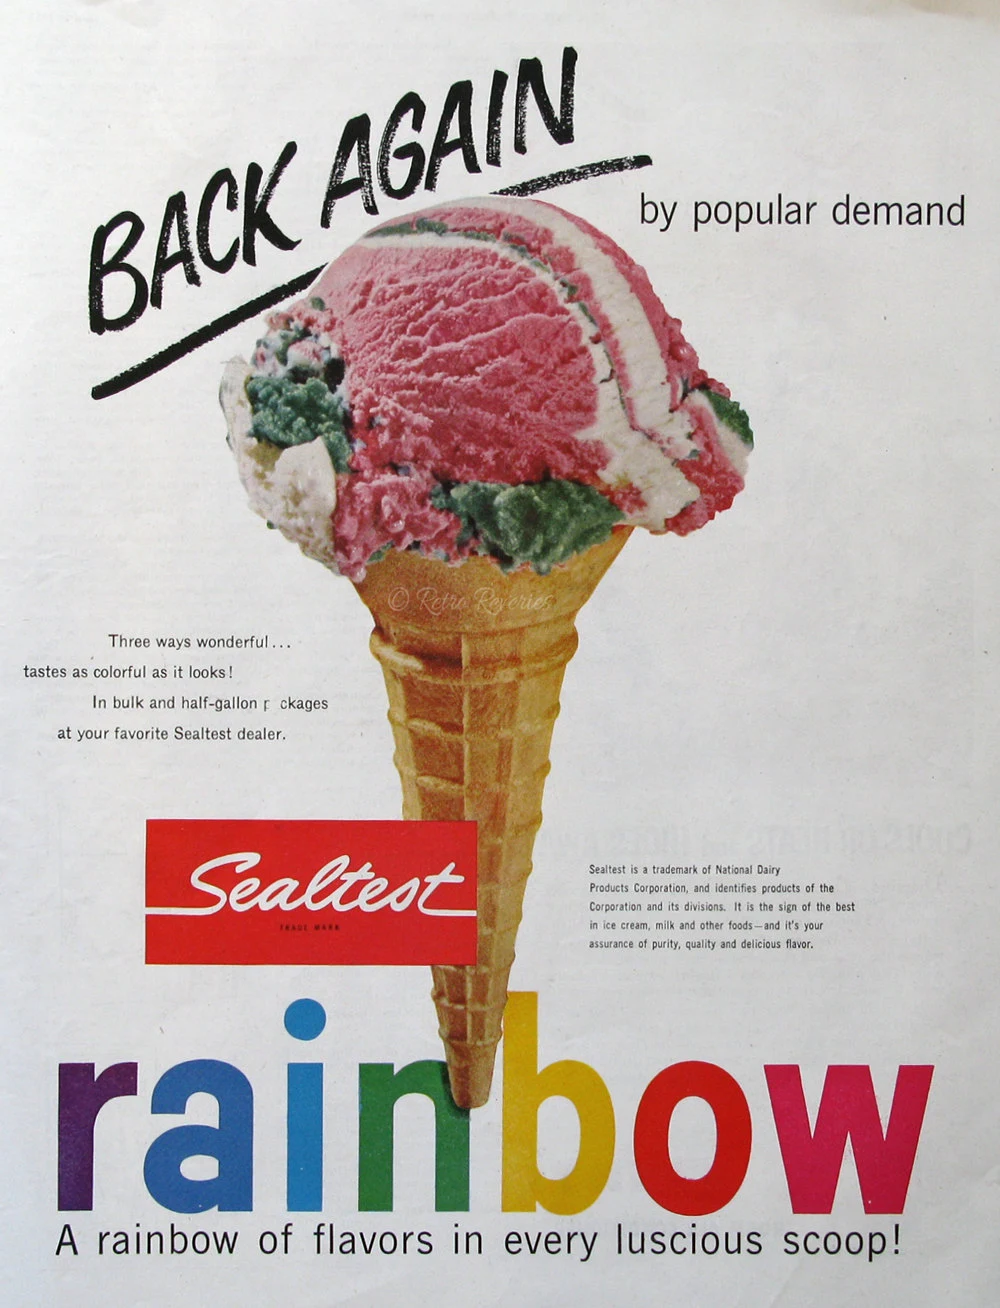 BACK AGAIN
by popular demand
© Retro Reveries
Three ways wonderful...
tastes as colorful as it looks!
In bulk and half-gallon p ckages
at your favorite Sealtest dealer.
Sealtest
TRADE MARK
Sealtest is a trademark of National Dairy
Products Corporation, and identifies products of the
Corporation and its divisions. It is the sign of the best
in ice cream, milk and other foods—and it's your
assurance of purity, quality and delicious flavor.
rainbow
A rainbow of flavors in every luscious scoop!